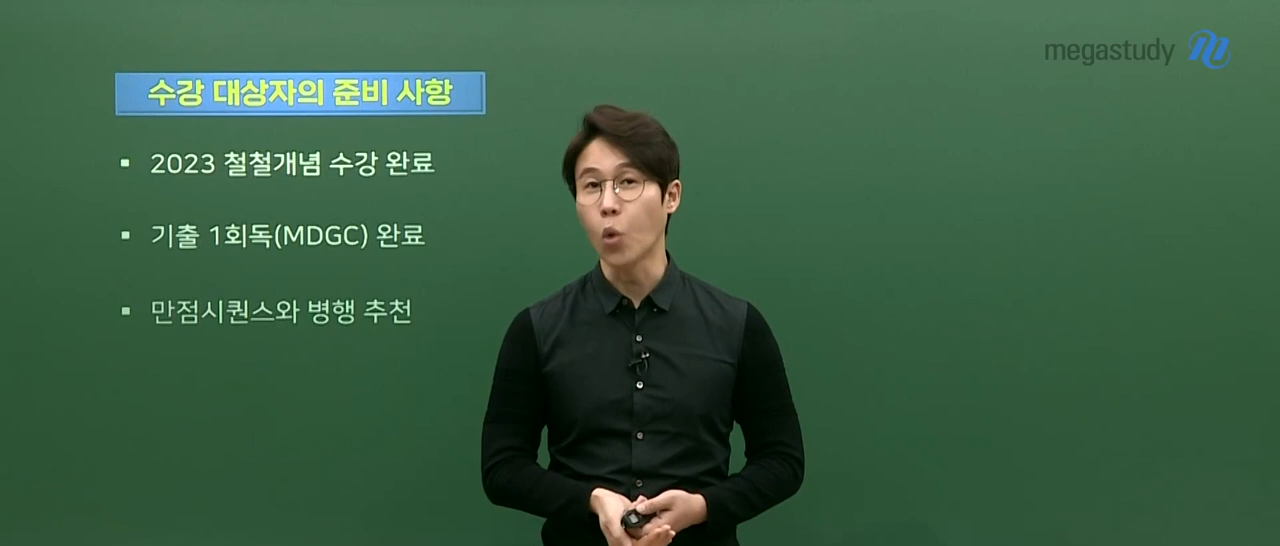 megastudy
수강 대상자의 준비 사항
▪ 2023 철철개념 수강 완료
▪ 기출 1회독(MDGC) 완료
▪ 만점시퀀스와 병행 추천